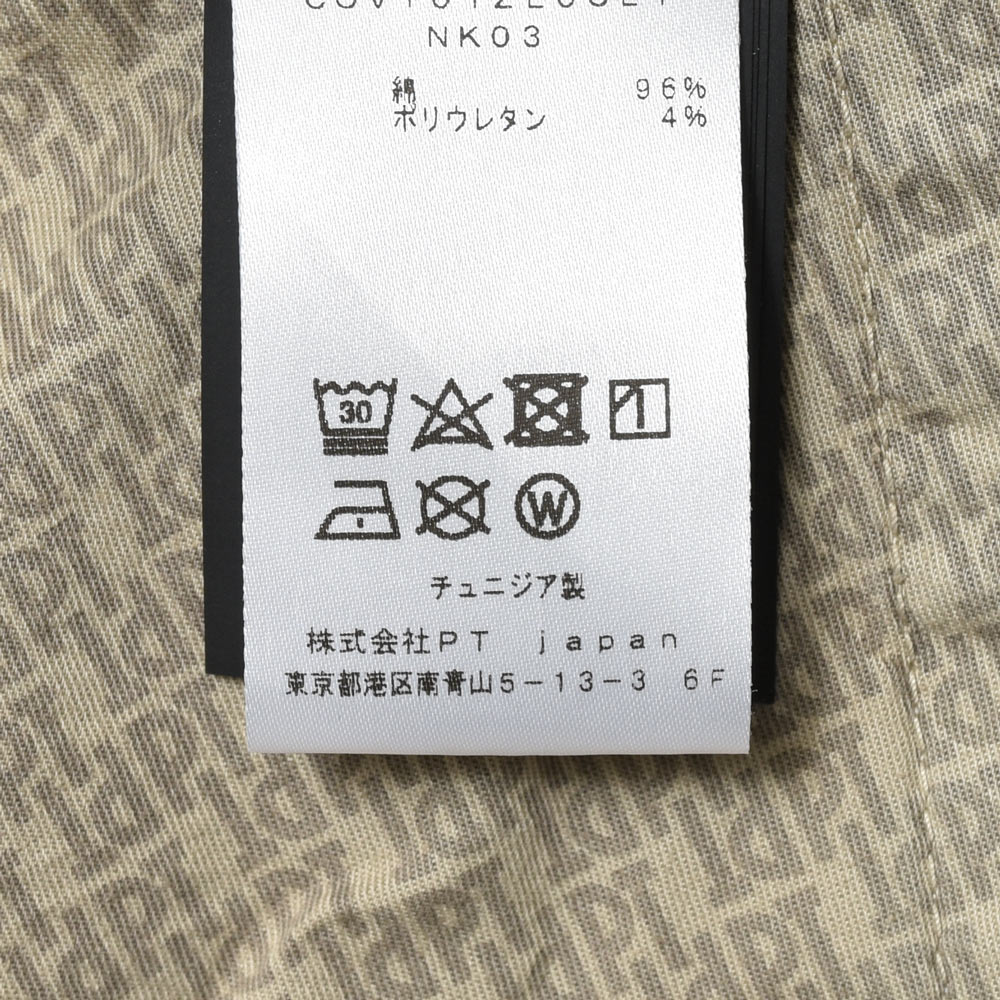 NK03
綿 96%
ポリウレタン 4%
30
W
チュニジア製
株式会社PT japan
東京都港区南青山5-13-3 6F